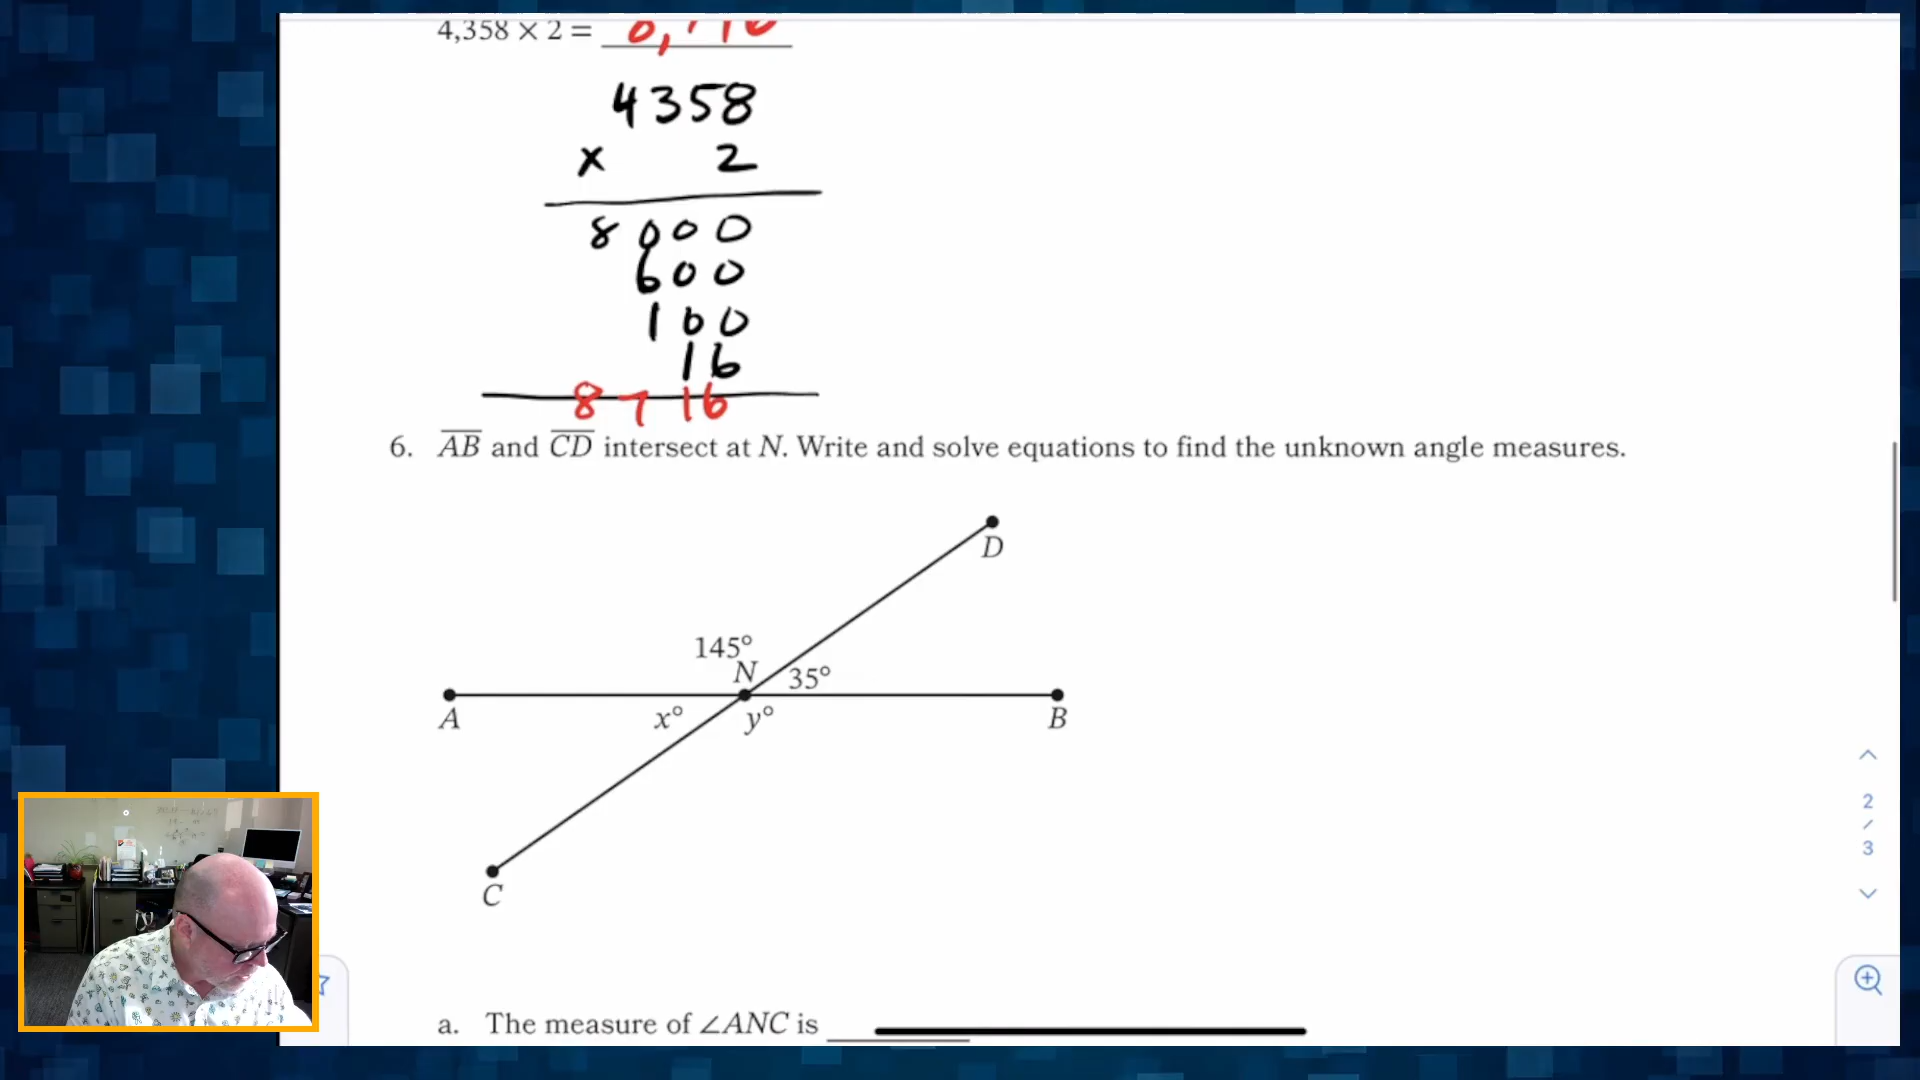 4,358 × 2 =
4358
× 2
8000
600
100
16
8716
6. AB and CD intersect at N. Write and solve equations to find the unknown angle measures.
D
145°
N 35°
A x° y° B
C
a. The measure of ∠ANC is
2
/
3